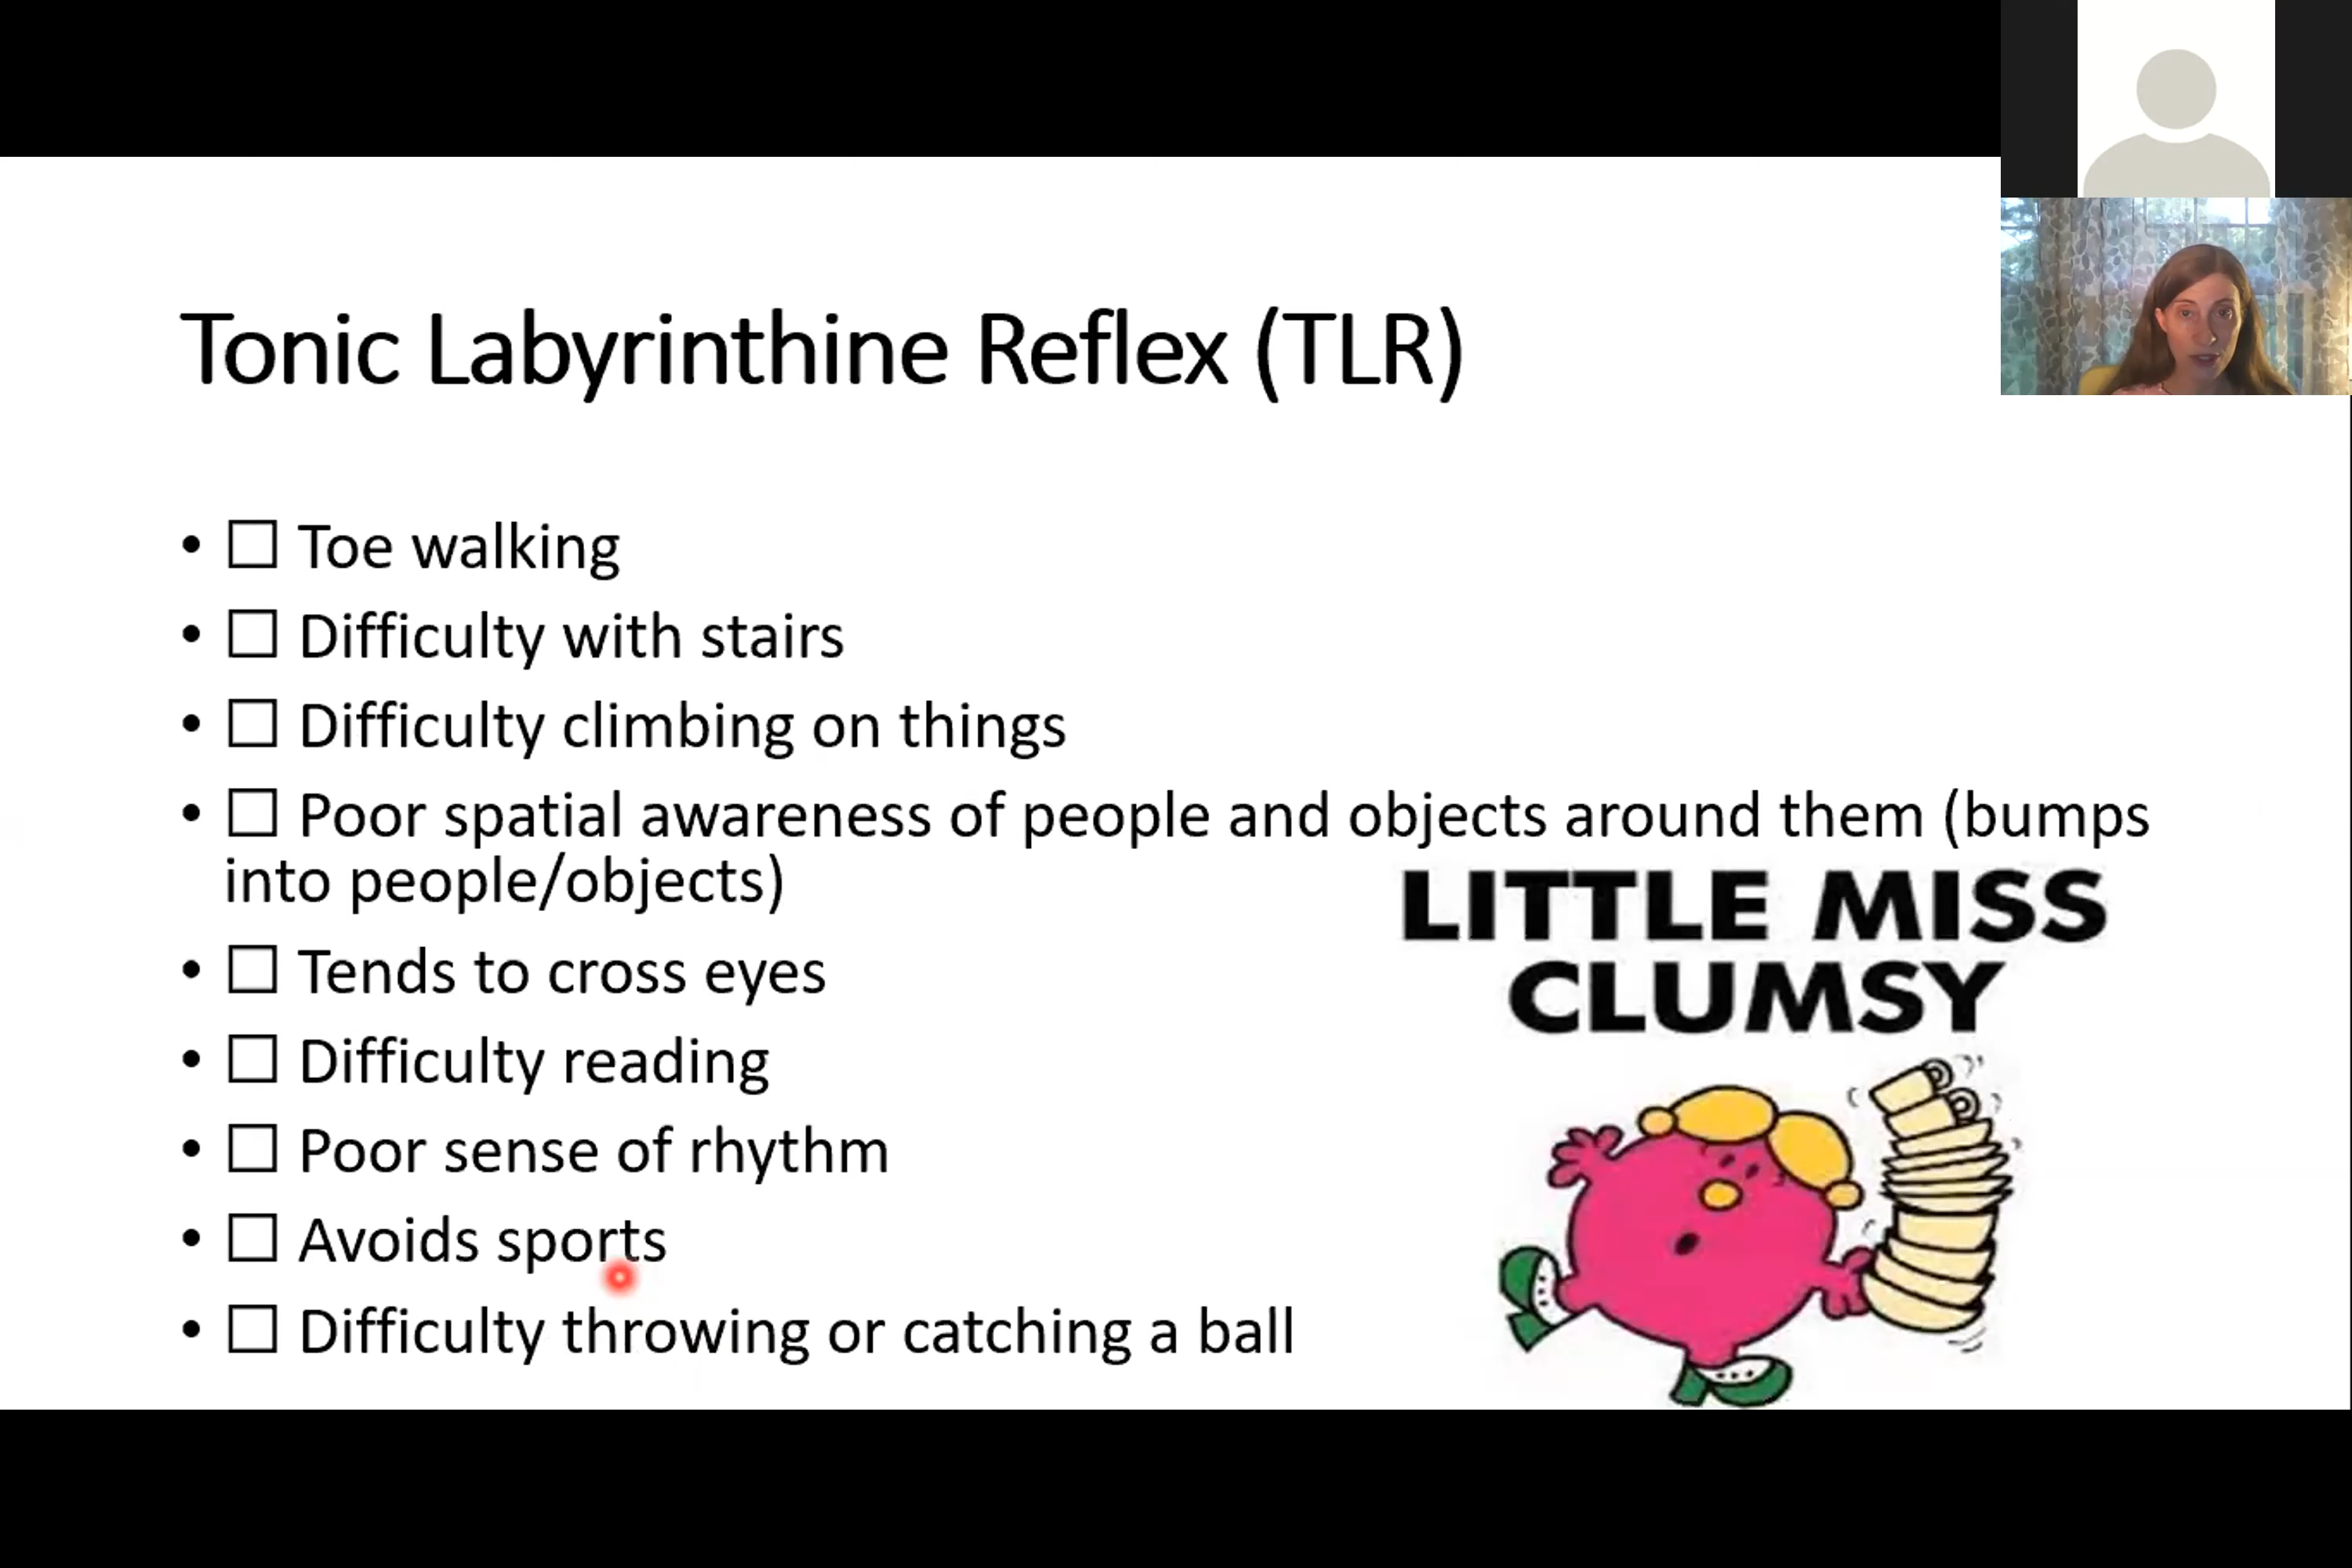 Tonic Labyrinthine Reflex (TLR)
• ☐ Toe walking
• ☐ Difficulty with stairs
• ☐ Difficulty climbing on things
• ☐ Poor spatial awareness of people and objects around them (bumps
into people/objects)
• ☐ Tends to cross eyes
• ☐ Difficulty reading
• ☐ Poor sense of rhythm
• ☐ Avoids sports
• ☐ Difficulty throwing or catching a ball
LITTLE MISS
CLUMSY